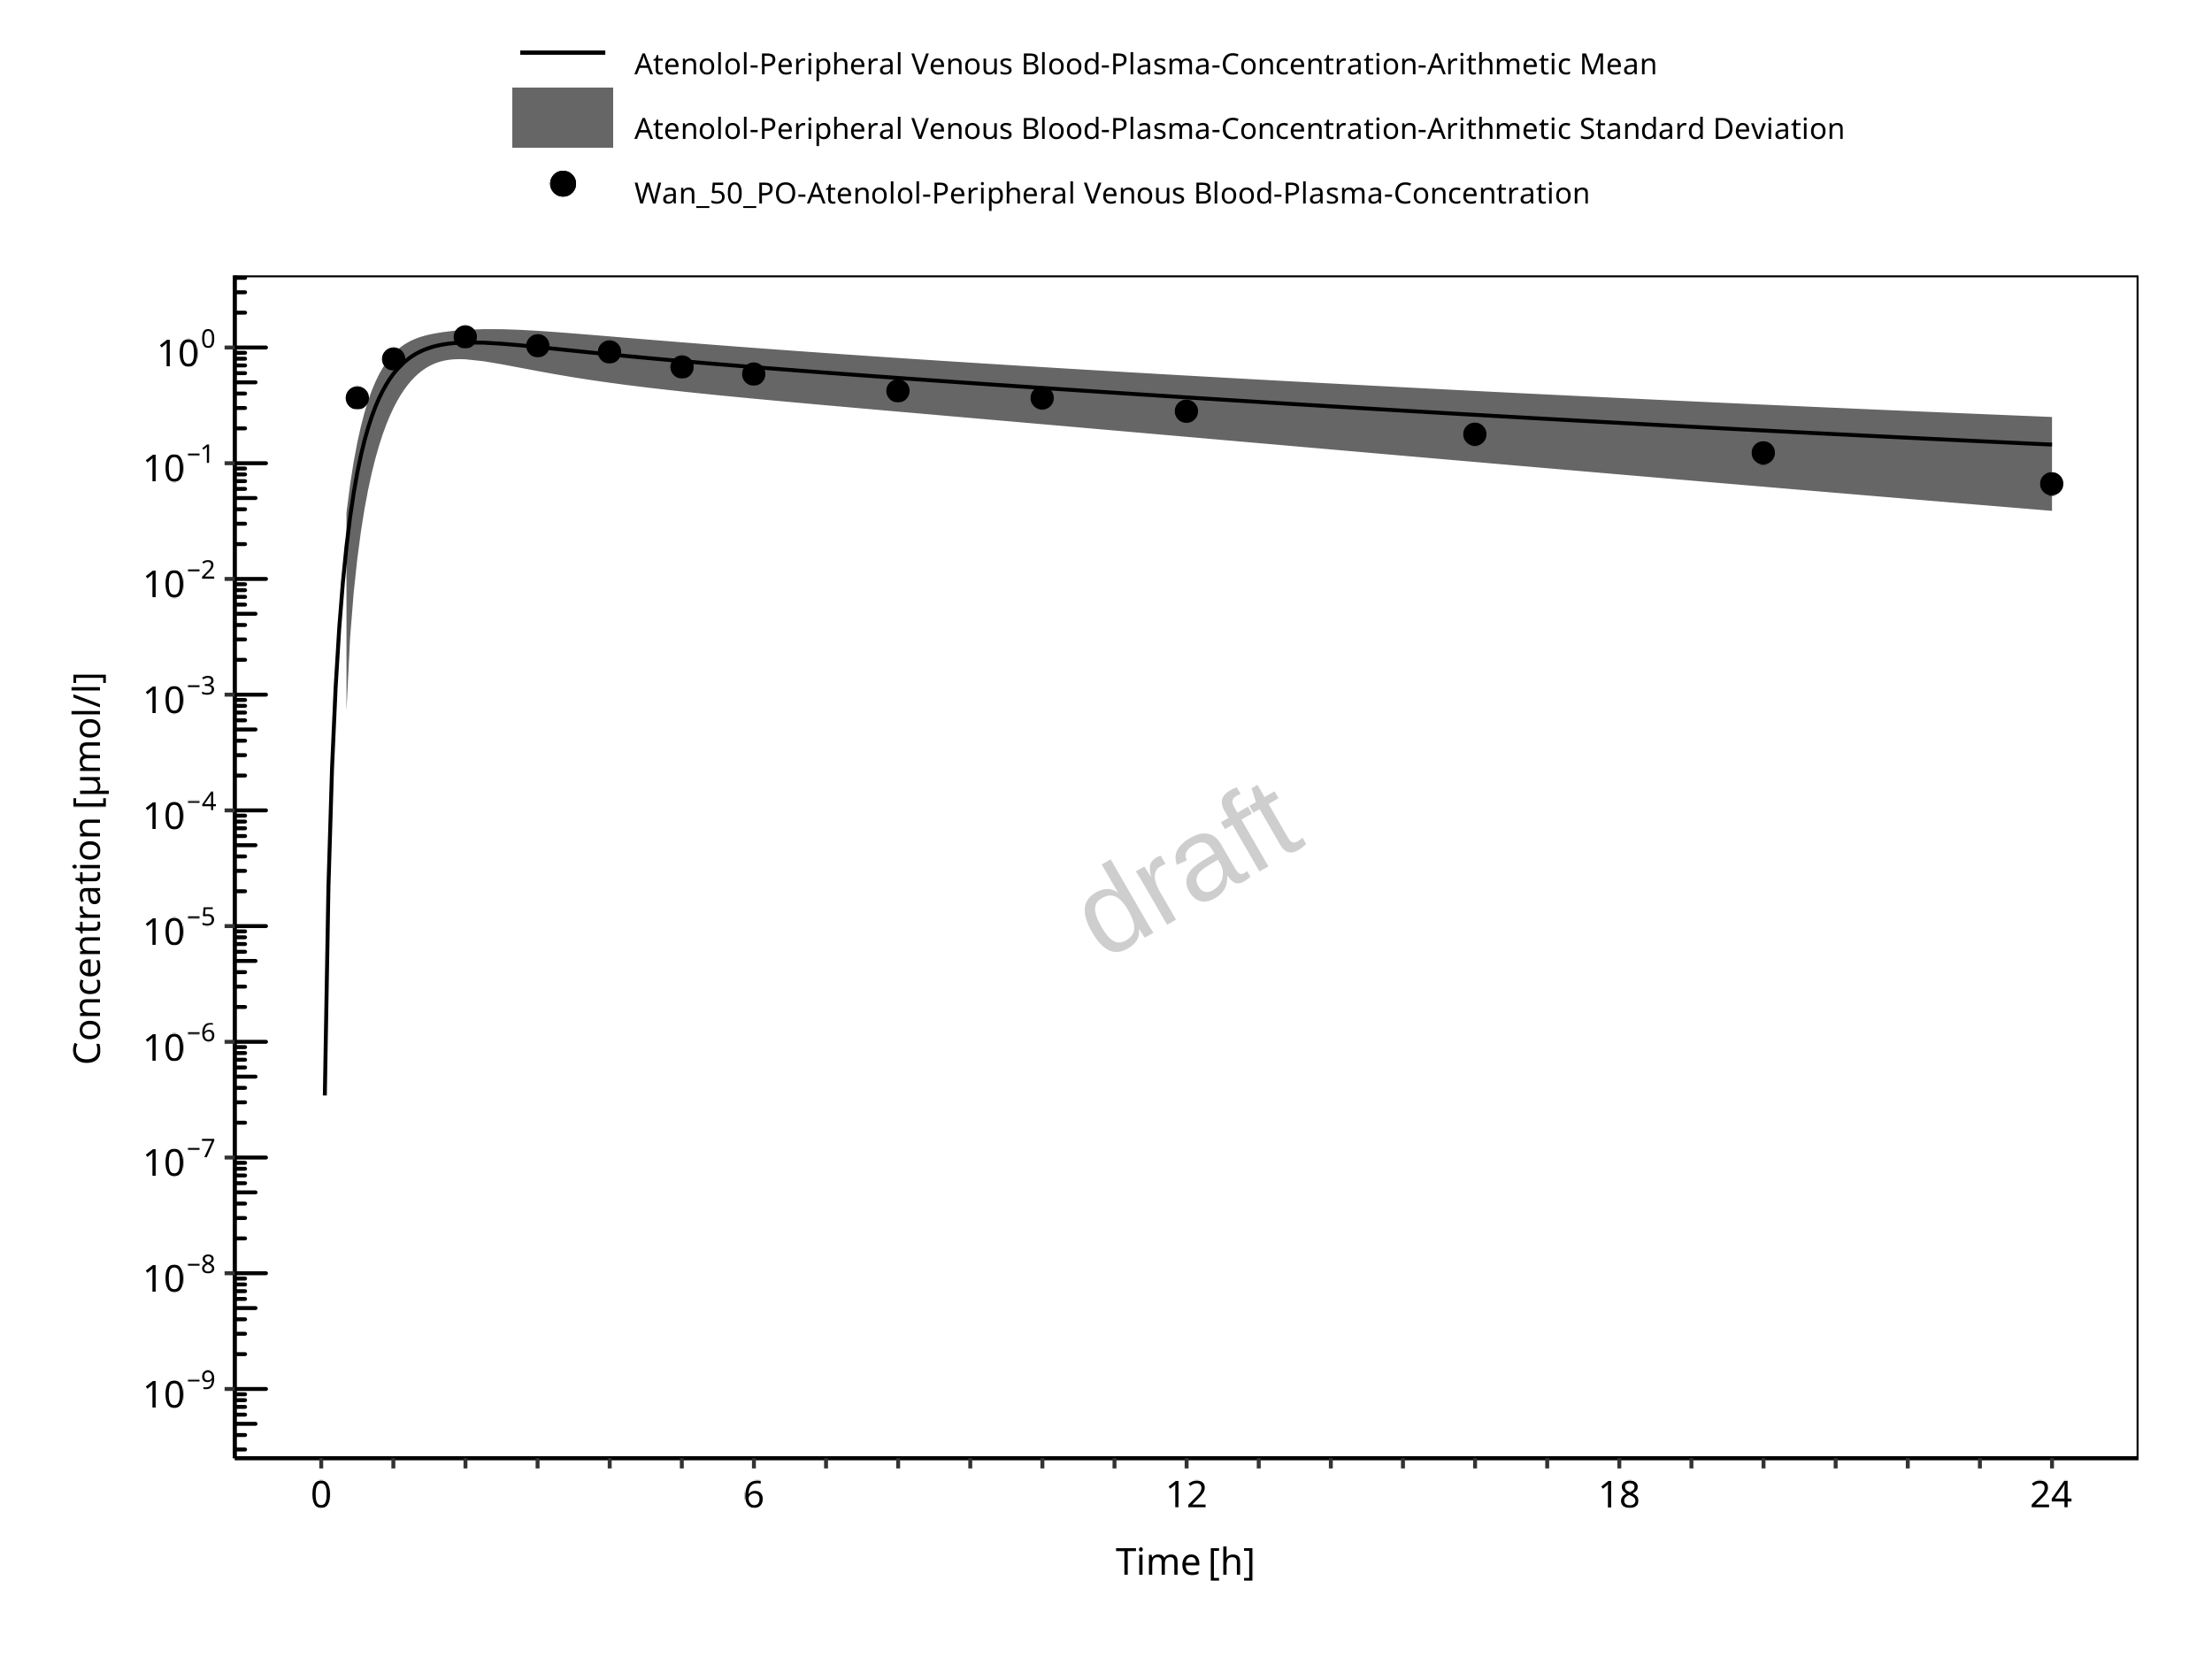 Atenolol-Peripheral Venous Blood-Plasma-Concentration-Arithmetic Mean
Atenolol-Peripheral Venous Blood-Plasma-Concentration-Arithmetic Standard Deviation
Wan_50_PO-Atenolol-Peripheral Venous Blood-Plasma-Concentration
10⁰
10⁻¹
10⁻²
10⁻³
10⁻⁴
10⁻⁵
10⁻⁶
10⁻⁷
10⁻⁸
10⁻⁹
Concentration [µmol/l]
draft
0 6 12 18 24
Time [h]